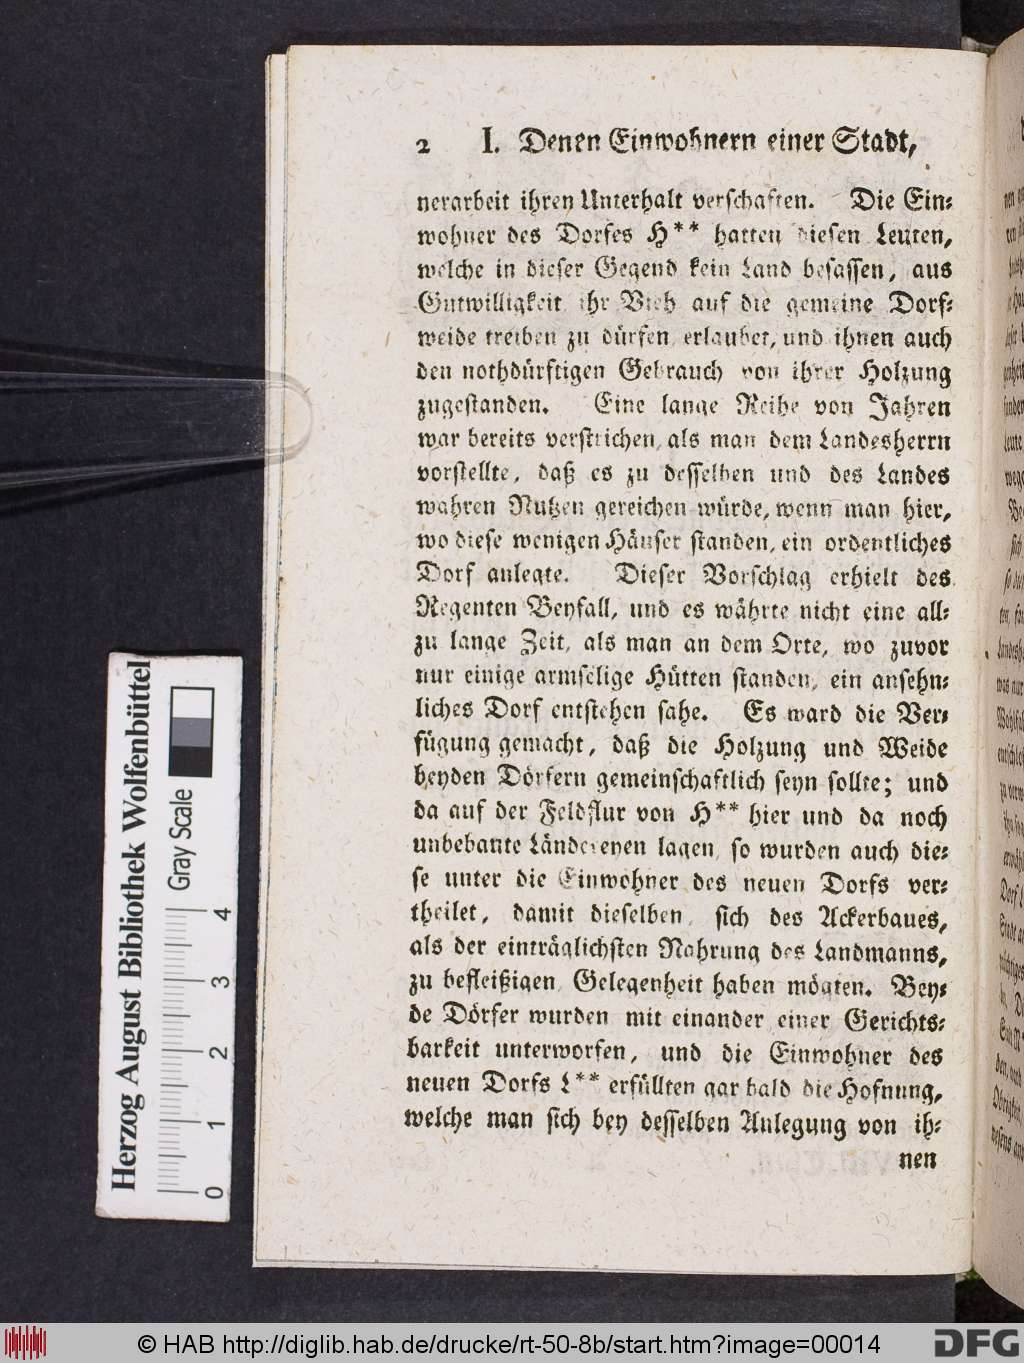 2 I. Denen Einwohnern einer Stadt,
nerarbeit ihren Unterhalt verschaften. Die Ein⸗
wohner des Dorfes H** hatten diesen Leuten,
welche in dieser Gegend kein Land besassen, aus
Gutwilligkeit ihr Vieh auf die gemeine Dorf⸗
weide treiben zu dürfen erlaubet, und ihnen auch
den nothdürftigen Gebrauch von ihrer Holzung
zugestanden. Eine lange Reihe von Jahren
war bereits verstrichen, als man dem Landesherrn
vorstellte, daß es zu desselben und des Landes
wahren Nutzen gereichen würde, wenn man hier,
wo diese wenigen Häuser standen, ein ordentliches
Dorf anlegte. Dieser Vorschlag erhielt des
Regenten Beyfall, und es währte nicht eine all⸗
zu lange Zeit, als man an dem Orte, wo zuvor
nur einige armselige Hütten standen, ein ansehn⸗
liches Dorf entstehen sahe. Es ward die Ver⸗
fügung gemacht, daß die Holzung und Weide
beyden Dörfern gemeinschaftlich seyn sollte; und
da auf der Feldflur von H** hier und da noch
unbebante Ländereyen lagen, so wurden auch die⸗
se unter die Einwohner des neuen Dorfs ver⸗
theilet, damit dieselben sich des Ackerbaues,
als der einträglichsten Nahrung des Landmanns,
zu befleißigen Gelegenheit haben mögten. Bey⸗
de Dörfer wurden mit einander einer Gerichts⸗
barkeit unterworfen, und die Einwohner des
neuen Dorfs L** erfüllten gar bald die Hofnung,
welche man sich bey desselben Anlegung von ih⸗
nen
Herzog August Bibliothek Wolfenbüttel
Gray Scale
0 1 2 3 4
© HAB http://diglib.hab.de/drucke/rt-50-8b/start.htm?image=00014
DFG